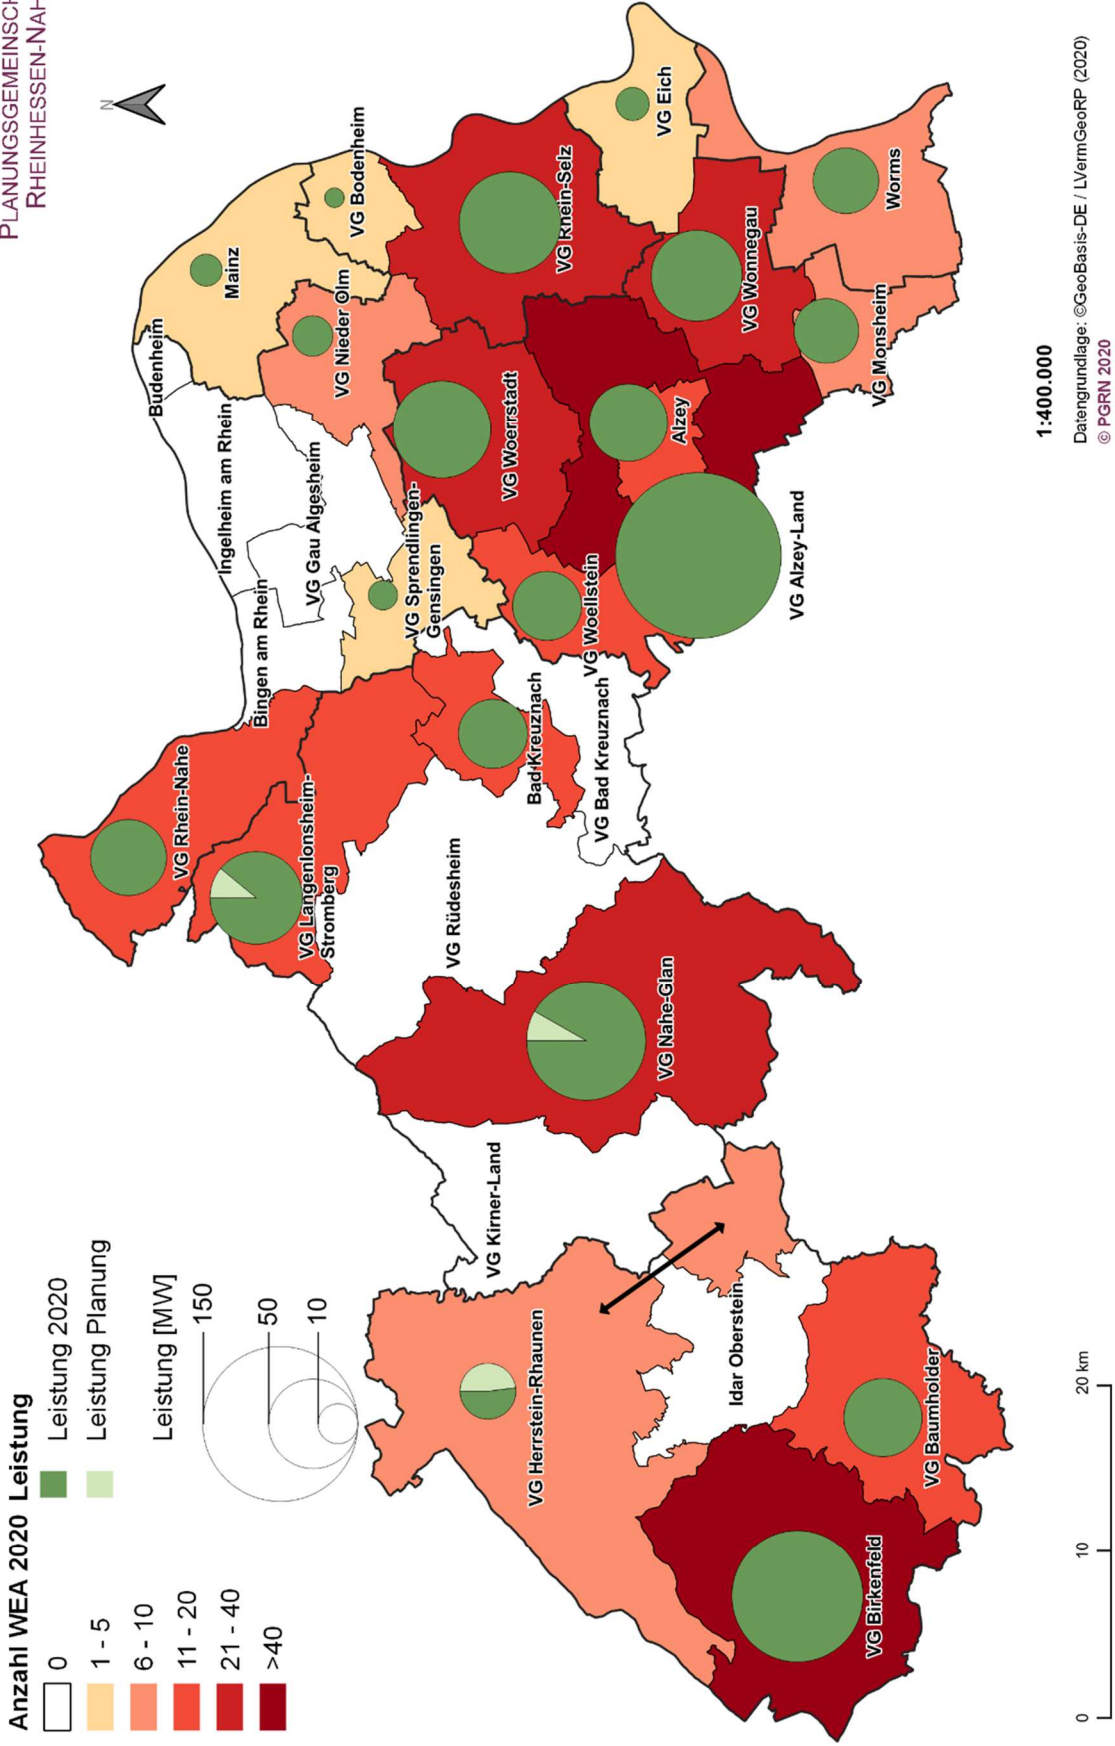 PLANUNGSGEMEINSCH
RHEINHESSEN-NAH
N
Anzahl WEA 2020
0
1 - 5
6 - 10
11 - 20
21 - 40
>40
Leistung
Leistung 2020
Leistung Planung
Leistung [MW]
150
50
10
VG Rhein-Nahe
VG Langenlonsheim-
Stromberg
Bingen am Rhein
Ingelheim am Rhein
Budenheim
Mainz
VG Bodenheim
VG Nieder Olm
VG Gau Algesheim
VG Sprendlingen-
Gensingen
VG Rüdesheim
VG Kirner-Land
VG Herrstein-Rhaunen
Bad Kreuznach
VG Bad Kreuznach
VG Woellstein
VG Woerrstadt
VG Rhein-Selz
VG Eich
VG Nahe-Glan
Alzey
VG Alzey-Land
VG Wonnegau
VG Monsheim
Worms
Idar Oberstein
VG Birkenfeld
VG Baumholder
0
10
20 km
1:400.000
Datengrundlage: ©GeoBasis-DE / LVermGeoRP (2020)
© PGRN 2020